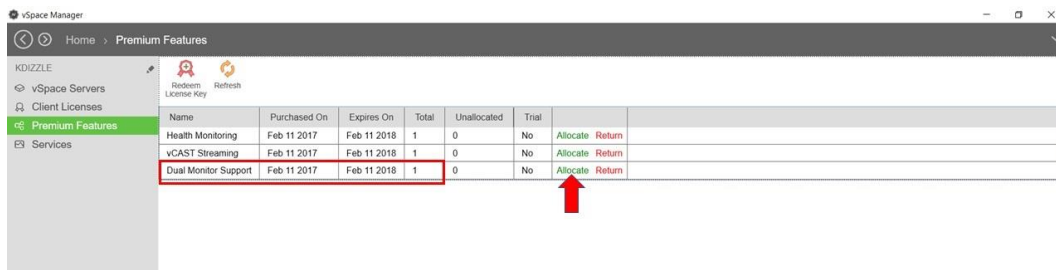 vSpace Manager
Home > Premium Features
KDIZZLE
vSpace Servers
Client Licenses
Premium Features
Services
Redeem License Key
Refresh
Name Purchased On Expires On Total Unallocated Trial
Health Monitoring Feb 11 2017 Feb 11 2018 1 0 No Allocate Return
vCAST Streaming Feb 11 2017 Feb 11 2018 1 0 No Allocate Return
Dual Monitor Support Feb 11 2017 Feb 11 2018 1 0 No Allocate Return